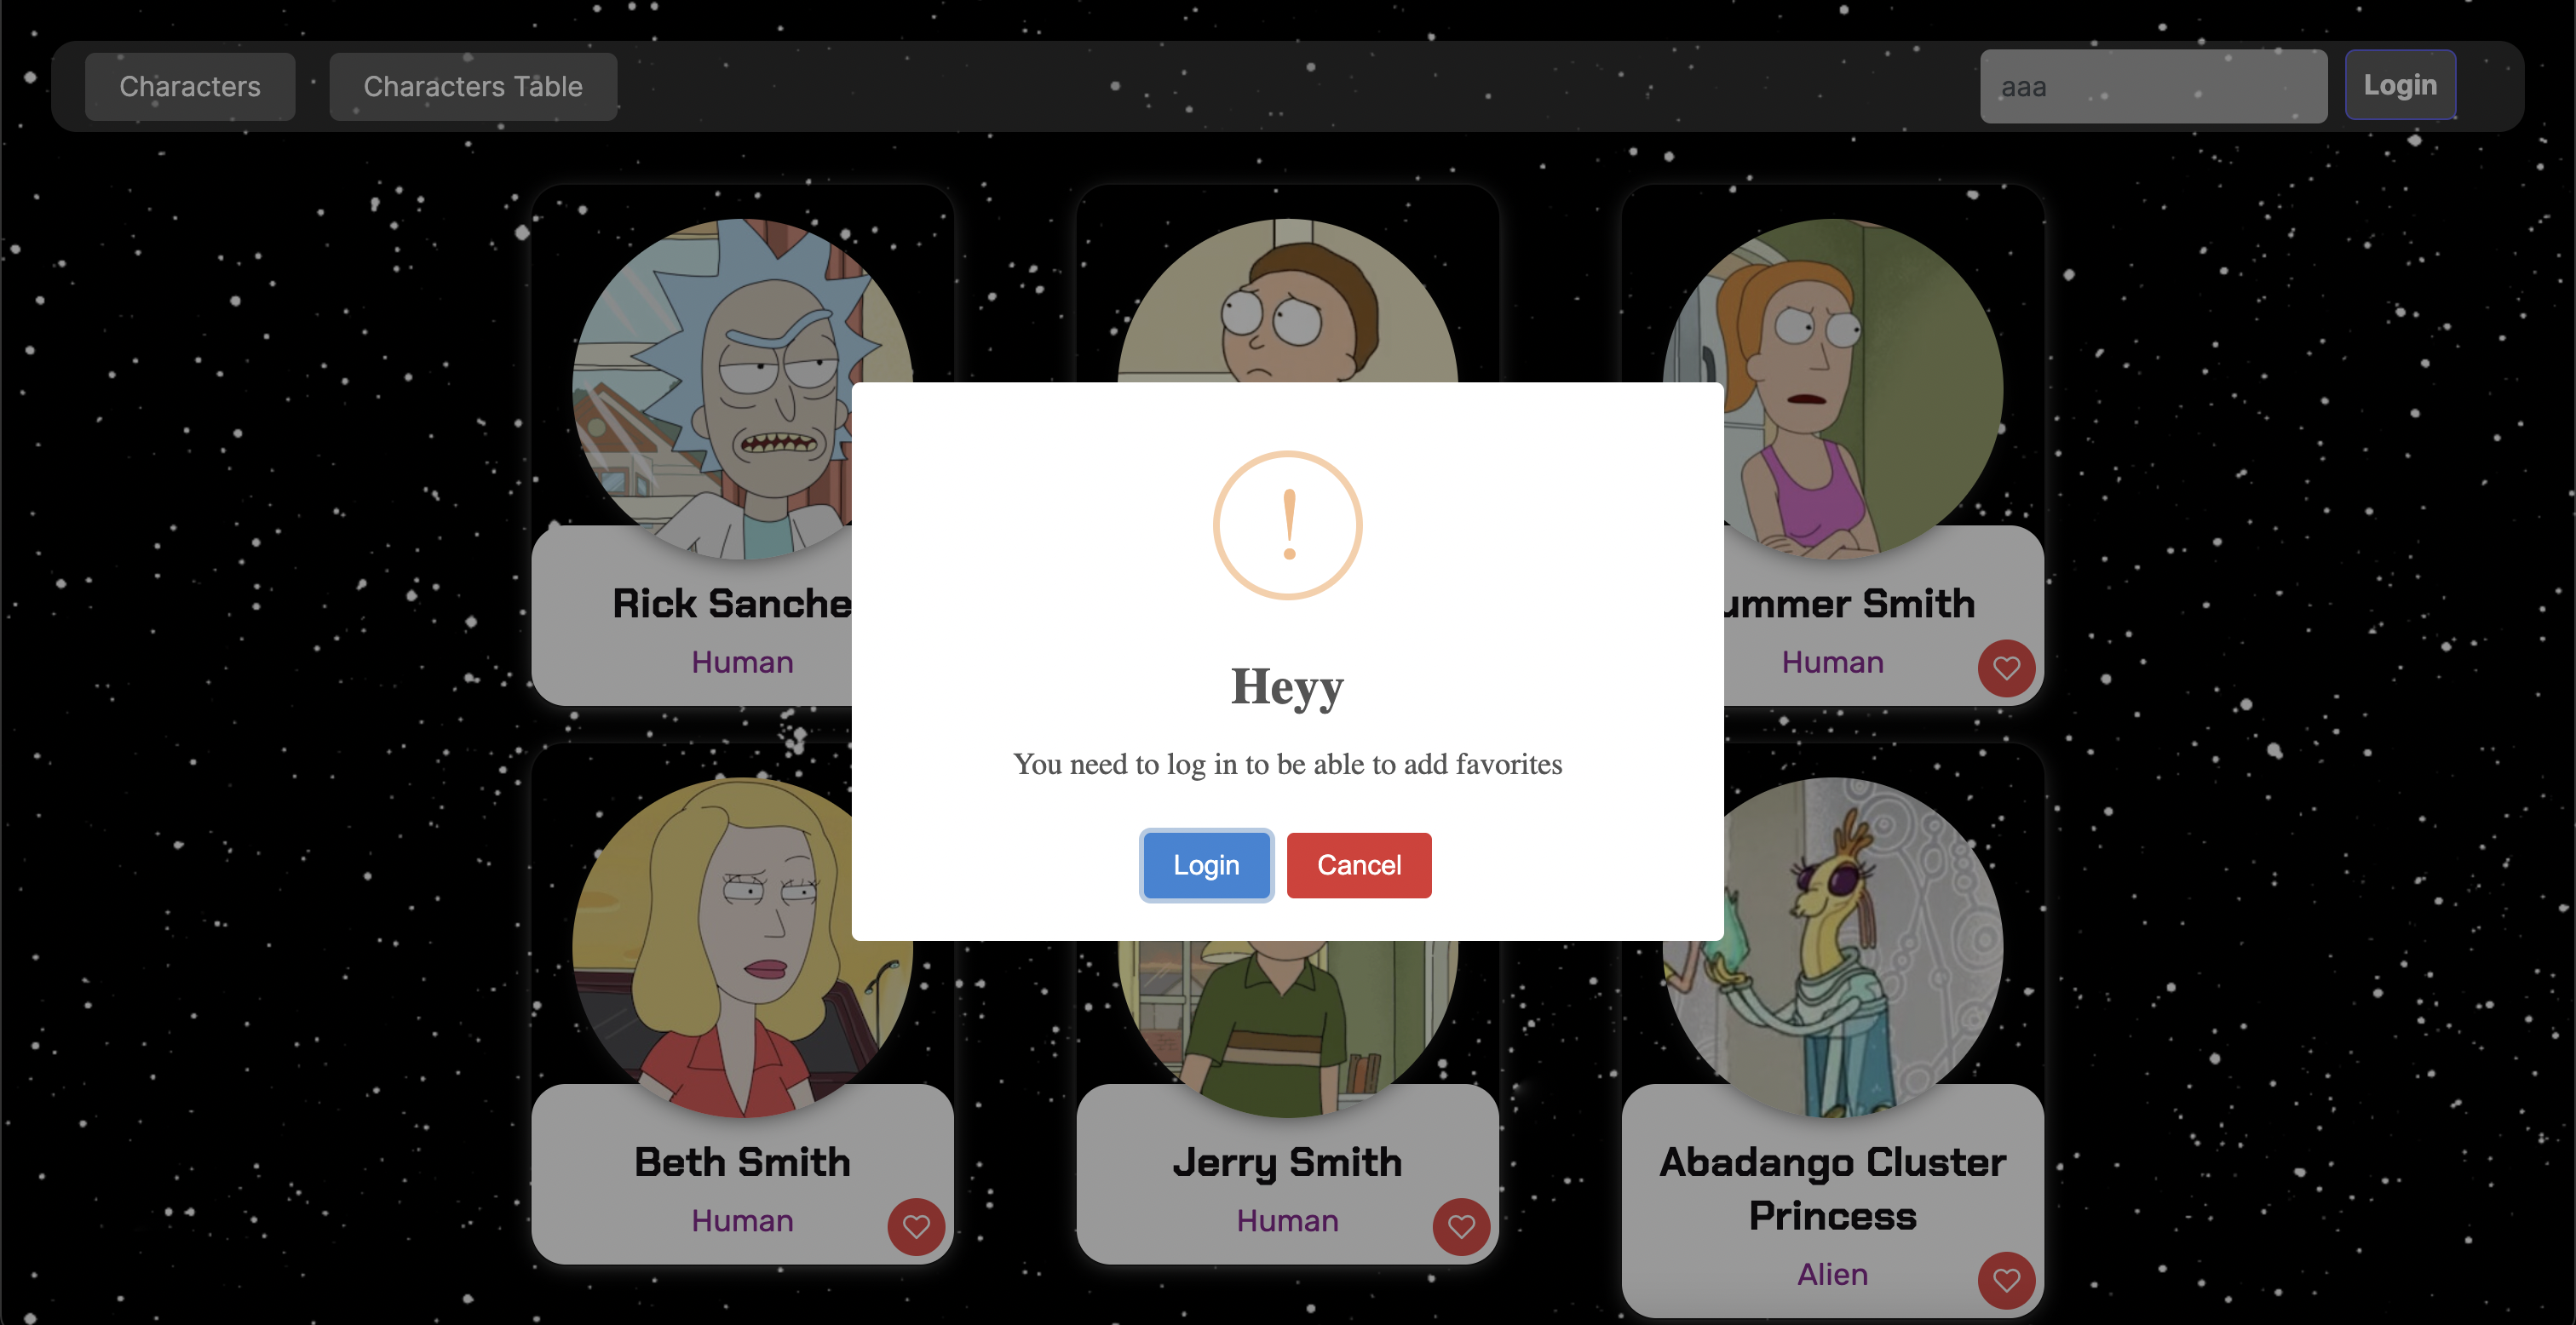 Characters
Characters Table
aaa
Login
Rick Sanche
Human
ummer Smith
Human
Heyy
You need to log in to be able to add favorites
Login
Cancel
Beth Smith
Human
Jerry Smith
Human
Abadango Cluster
Princess
Alien